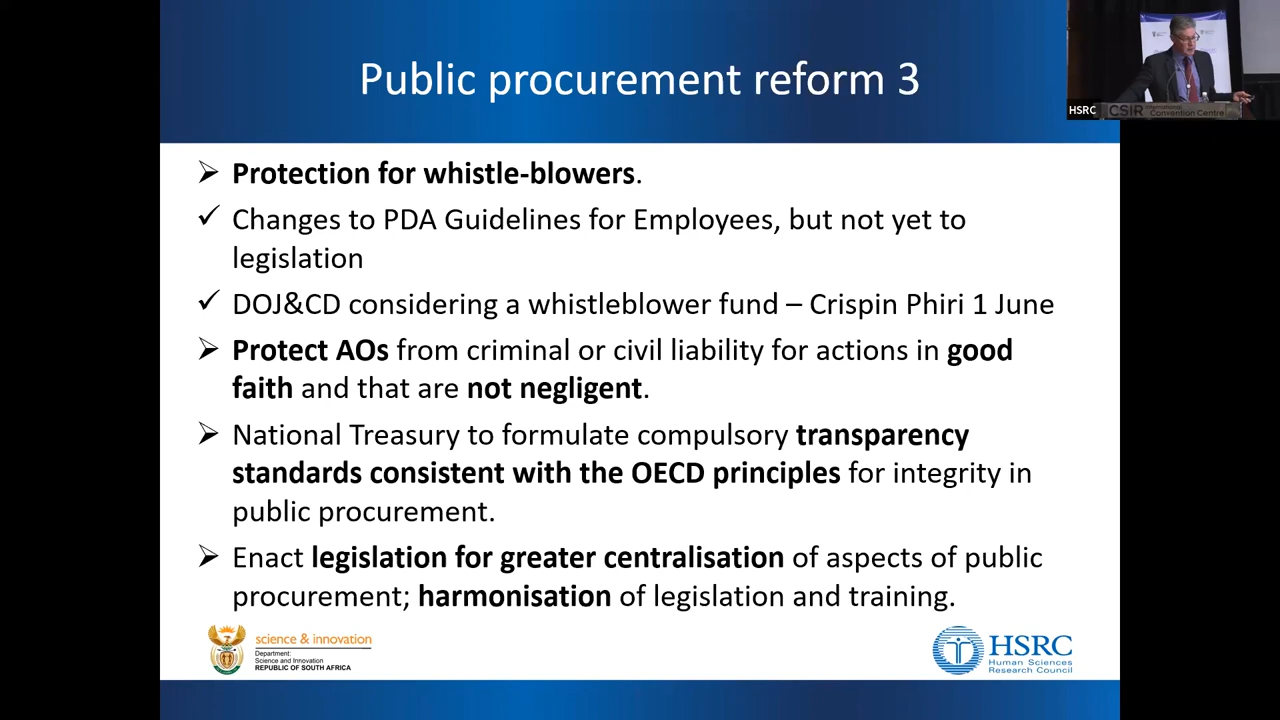 Public procurement reform 3
HSRC
CSIR International Convention Centre
➢ Protection for whistle-blowers.
✓ Changes to PDA Guidelines for Employees, but not yet to
legislation
✓ DOJ&CD considering a whistleblower fund – Crispin Phiri 1 June
➢ Protect AOs from criminal or civil liability for actions in good
faith and that are not negligent.
➢ National Treasury to formulate compulsory transparency
standards consistent with the OECD principles for integrity in
public procurement.
➢ Enact legislation for greater centralisation of aspects of public
procurement; harmonisation of legislation and training.
science & innovation
Department:
Science and Innovation
REPUBLIC OF SOUTH AFRICA
HSRC
Human Sciences
Research Council